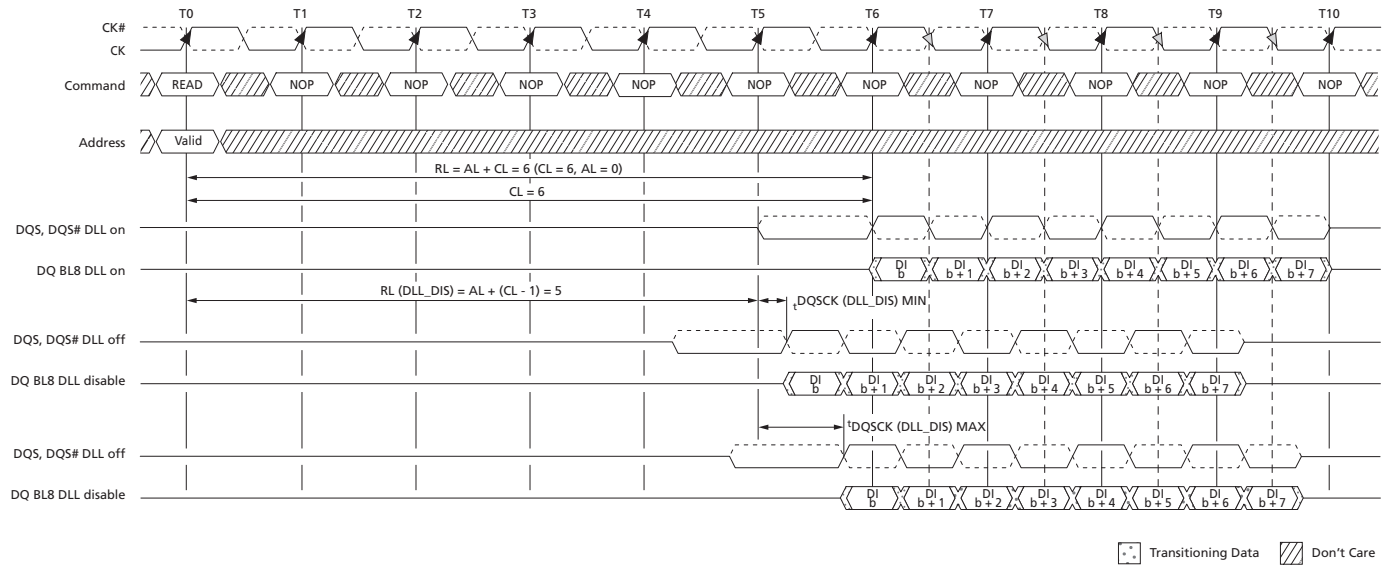 T0 T1 T2 T3 T4 T5 T6 T7 T8 T9 T10
CK#
CK
Command READ NOP NOP NOP NOP NOP NOP NOP NOP NOP NOP
Address Valid
RL = AL + CL = 6 (CL = 6, AL = 0)
CL = 6
DQS, DQS# DLL on
DQ BL8 DLL on DI b DI b + 1 DI b + 2 DI b + 3 DI b + 4 DI b + 5 DI b + 6 DI b + 7
RL (DLL_DIS) = AL + (CL - 1) = 5 tDQSCK (DLL_DIS) MIN
DQS, DQS# DLL off
DQ BL8 DLL disable DI b DI b + 1 DI b + 2 DI b + 3 DI b + 4 DI b + 5 DI b + 6 DI b + 7
tDQSCK (DLL_DIS) MAX
DQS, DQS# DLL off
DQ BL8 DLL disable DI b DI b + 1 DI b + 2 DI b + 3 DI b + 4 DI b + 5 DI b + 6 DI b + 7
Transitioning Data Don't Care